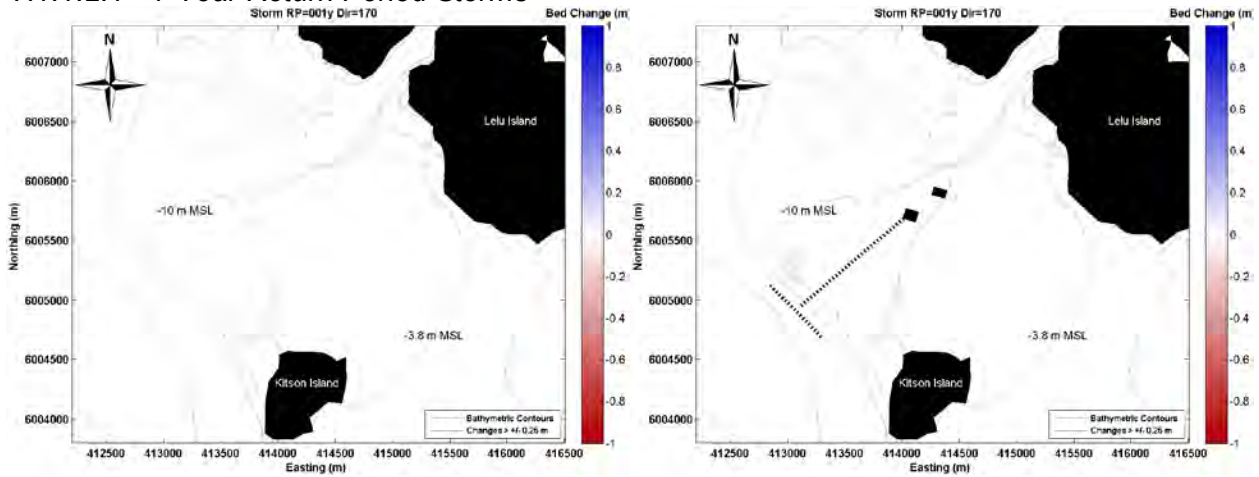 Storm RP=001y Dir=170
Bed Change (m)
N
Lelu Island
-10 m MSL
-3.8 m MSL
Kitson Island
Bathymetric Contours
Changes > +/- 0.25 m
6007000
6006500
6006000
6005500
6005000
6004500
6004000
Northing (m)
412500 413000 413500 414000 414500 415000 415500 416000 416500
Easting (m)
1
0.8
0.6
0.4
0.2
0
-0.2
-0.4
-0.6
-0.8
-1
Storm RP=001y Dir=170
Bed Change (m)
N
Lelu Island
-10 m MSL
-3.8 m MSL
Kitson Island
Bathymetric Contours
Changes > +/- 0.25 m
6007000
6006500
6006000
6005500
6005000
6004500
6004000
Northing (m)
412500 413000 413500 414000 414500 415000 415500 416000 416500
Easting (m)
1
0.8
0.6
0.4
0.2
0
-0.2
-0.4
-0.6
-0.8
-1